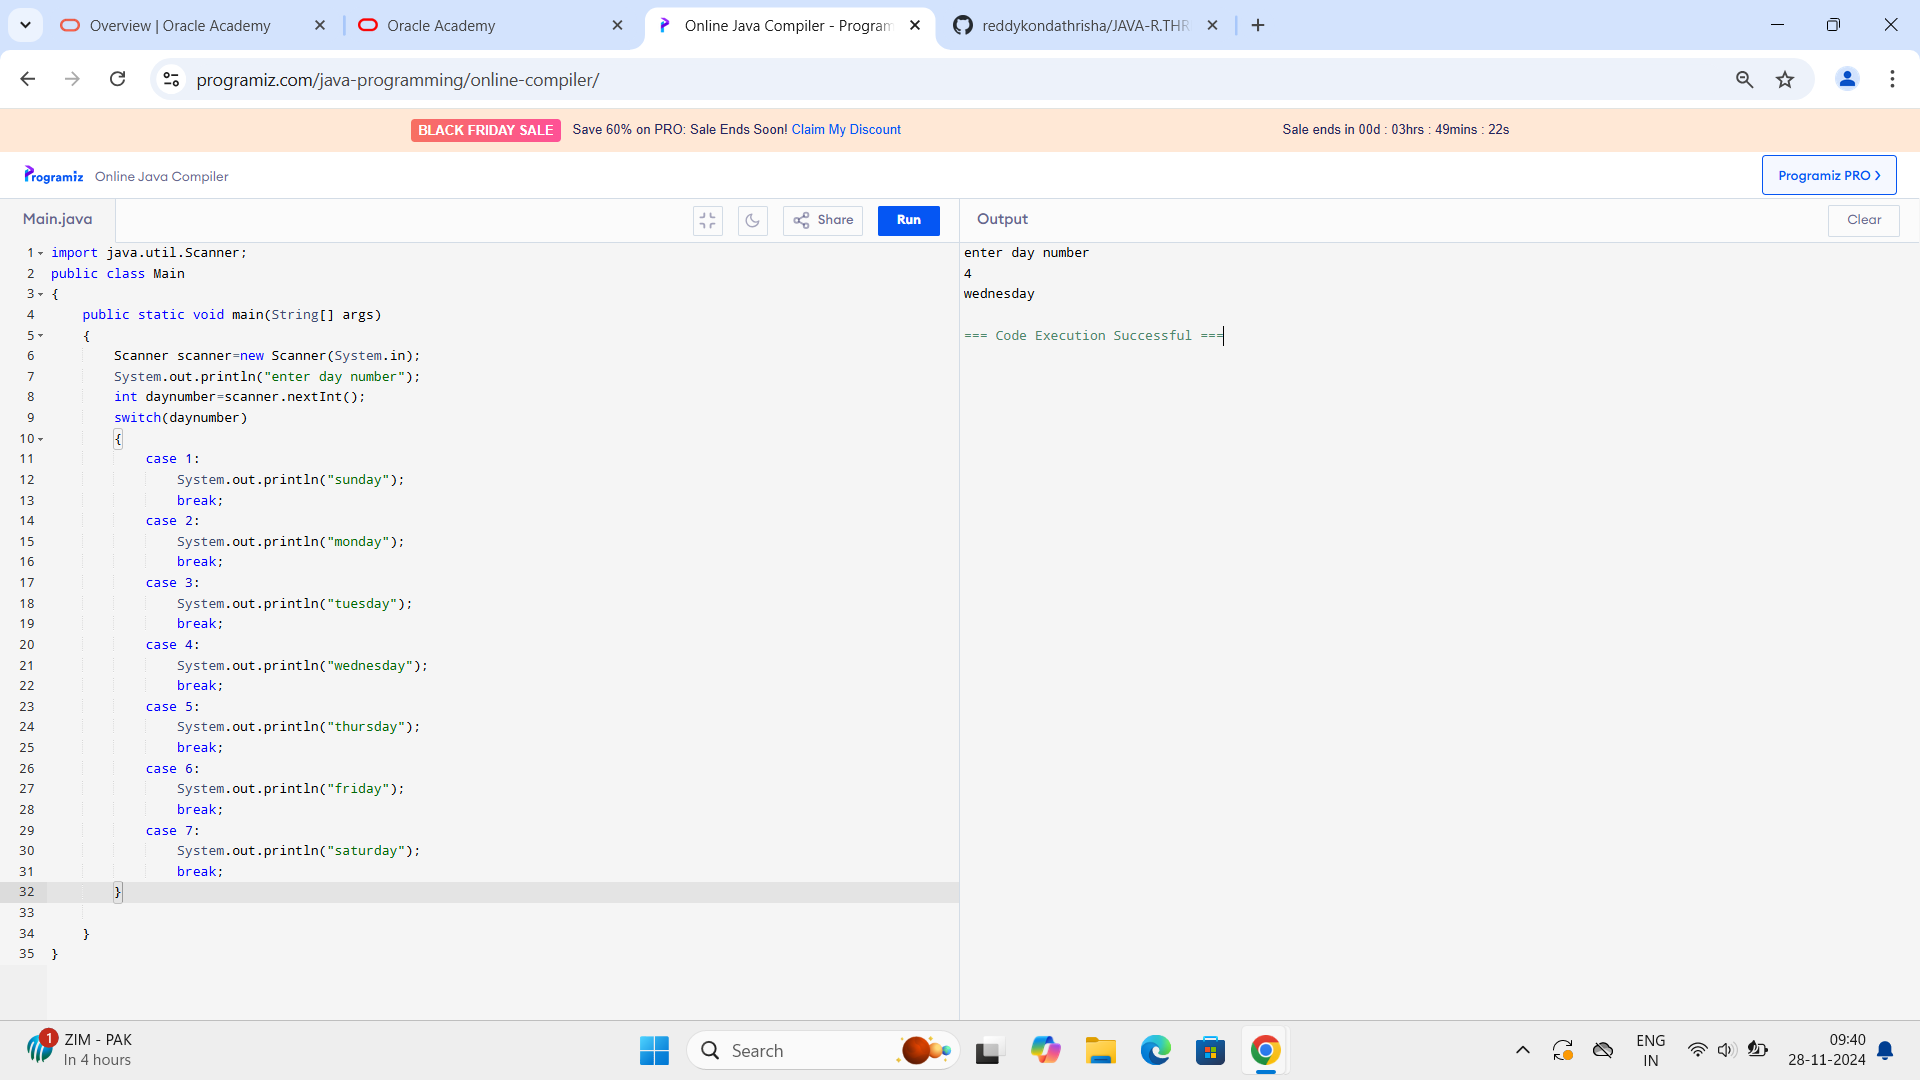 Overview | Oracle Academy
Oracle Academy
Online Java Compiler - Program
reddykondathrisha/JAVA-R.THR
programiz.com/java-programming/online-compiler/
BLACK FRIDAY SALE Save 60% on PRO: Sale Ends Soon! Claim My Discount
Sale ends in 00d : 03hrs : 49mins : 22s
Programiz Online Java Compiler
Programiz PRO >
Main.java
Share
Run
Output
Clear
1 import java.util.Scanner;
2 public class Main
3 {
4 public static void main(String[] args)
5 {
6 Scanner scanner=new Scanner(System.in);
7 System.out.println("enter day number");
8 int daynumber=scanner.nextInt();
9 switch(daynumber)
10 {
11 case 1:
12 System.out.println("sunday");
13 break;
14 case 2:
15 System.out.println("monday");
16 break;
17 case 3:
18 System.out.println("tuesday");
19 break;
20 case 4:
21 System.out.println("wednesday");
22 break;
23 case 5:
24 System.out.println("thursday");
25 break;
26 case 6:
27 System.out.println("friday");
28 break;
29 case 7:
30 System.out.println("saturday");
31 break;
32 }
33
34 }
35 }
enter day number
4
wednesday
=== Code Execution Successful ===
1
ZIM - PAK
In 4 hours
Search
ENG
IN
09:40
28-11-2024